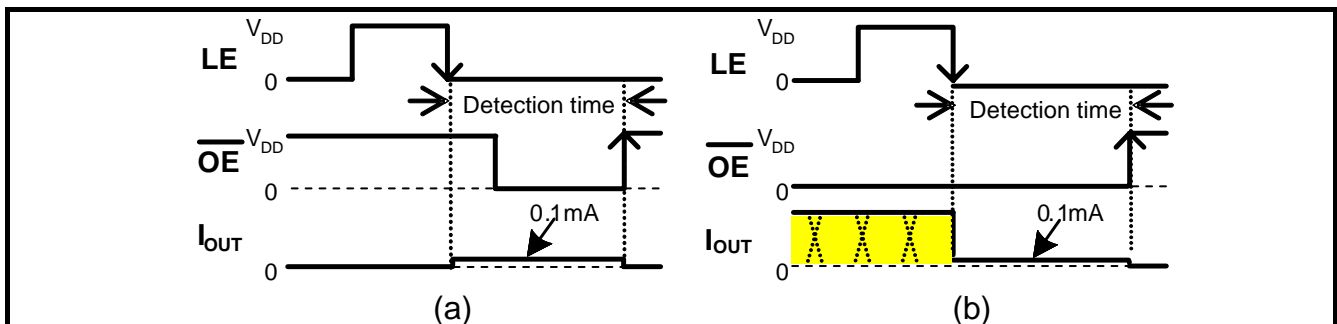 V_DD
LE
0
Detection time
V_DD
OE
0
0.1mA
I_OUT
0
(a)
V_DD
LE
0
Detection time
V_DD
OE
0
0.1mA
I_OUT
0
(b)